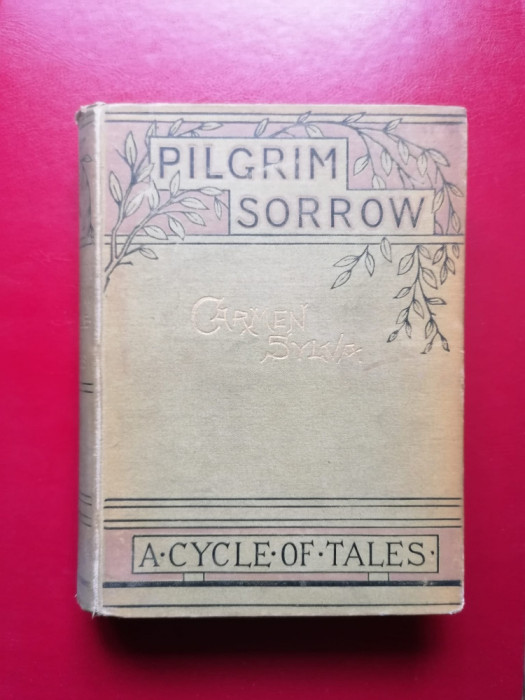 PILGRIM
SORROW
CARMEN
SYLVA
A·CYCLE·OF·TALES·